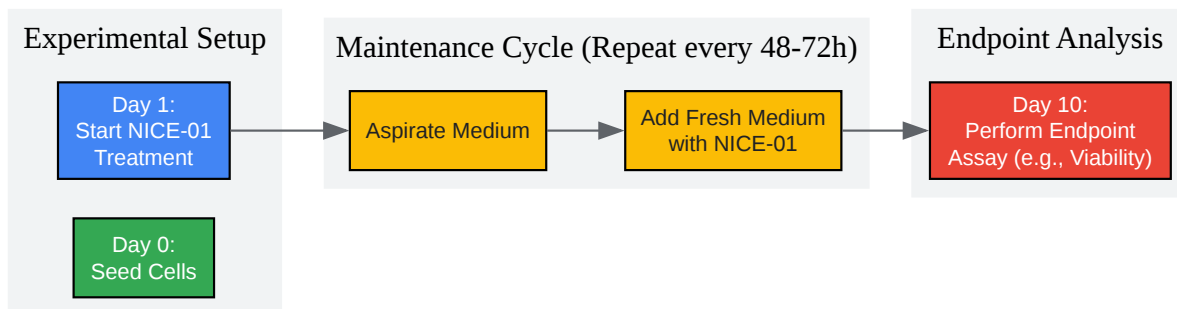 Experimental Setup
Day 1:
Start NICE-01
Treatment
Day 0:
Seed Cells
Maintenance Cycle (Repeat every 48-72h)
Aspirate Medium
Add Fresh Medium
with NICE-01
Endpoint Analysis
Day 10:
Perform Endpoint
Assay (e.g., Viability)